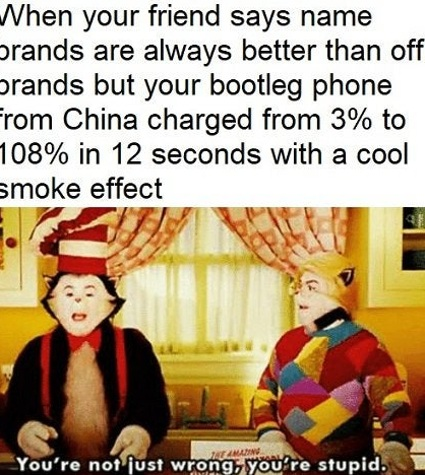 When your friend says name
brands are always better than off
brands but your bootleg phone
from China charged from 3% to
108% in 12 seconds with a cool
smoke effect
THE AMAZING
You're not just wrong, you're stupid.